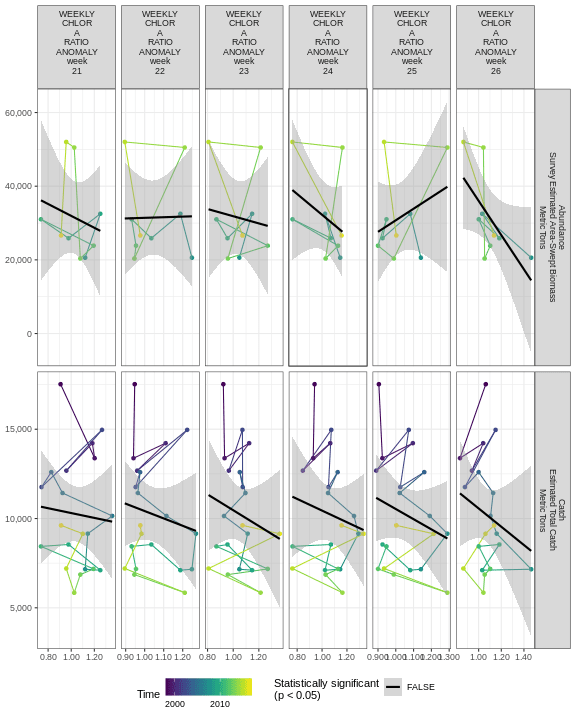 WEEKLY CHLOR A RATIO ANOMALY week 21
WEEKLY CHLOR A RATIO ANOMALY week 22
WEEKLY CHLOR A RATIO ANOMALY week 23
WEEKLY CHLOR A RATIO ANOMALY week 24
WEEKLY CHLOR A RATIO ANOMALY week 25
WEEKLY CHLOR A RATIO ANOMALY week 26
60,000
40,000
20,000
0
Abundance
Survey Estimated Area-Swept Biomass
Metric Tons
15,000
10,000
5,000
Catch
Estimated Total Catch
Metric Tons
0.80 1.00 1.20
0.90 1.00 1.10 1.20
0.80 1.00 1.20
0.80 1.00 1.20
0.900 1.000 1.100 1.200 1.300
1.00 1.20 1.40
Time
2000 2010
Statistically significant
(p < 0.05)
FALSE